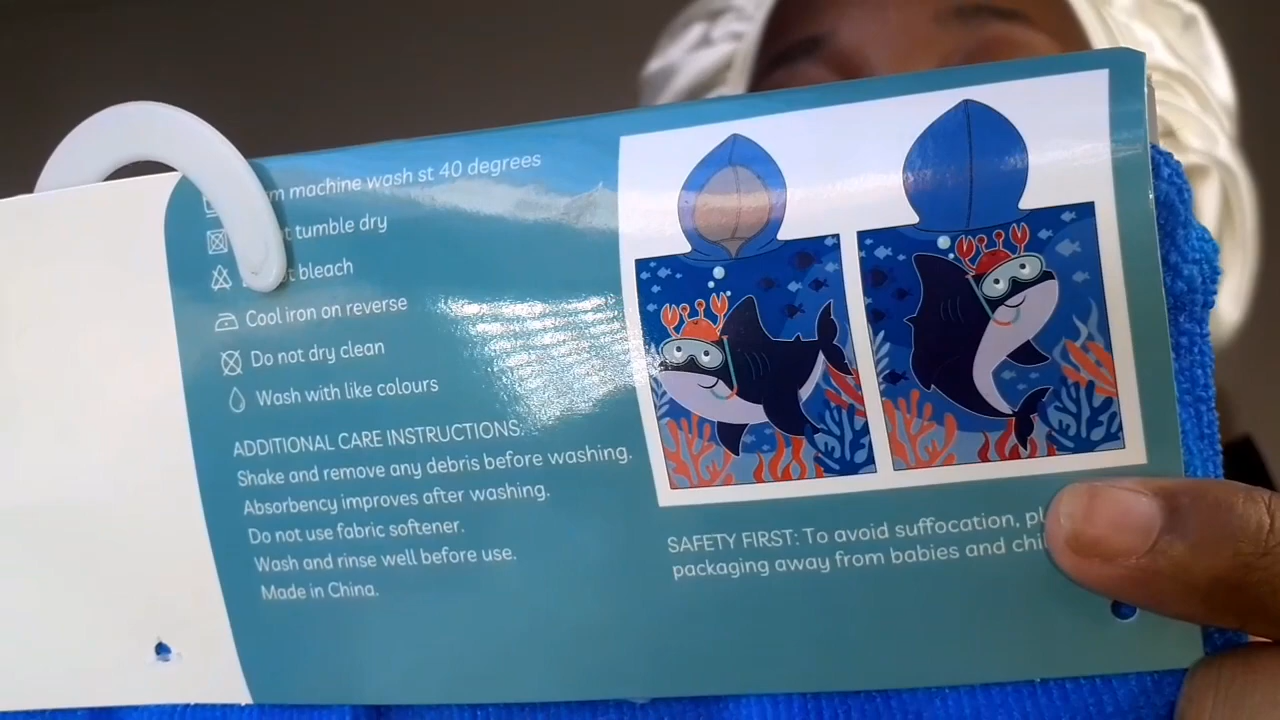 machine wash st 40 degrees
tumble dry
bleach
Cool iron on reverse
Do not dry clean
Wash with like colours
ADDITIONAL CARE INSTRUCTIONS:
Shake and remove any debris before washing.
Absorbency improves after washing.
Do not use fabric softener.
Wash and rinse well before use.
Made in China.
SAFETY FIRST: To avoid suffocation,
packaging away from babies and